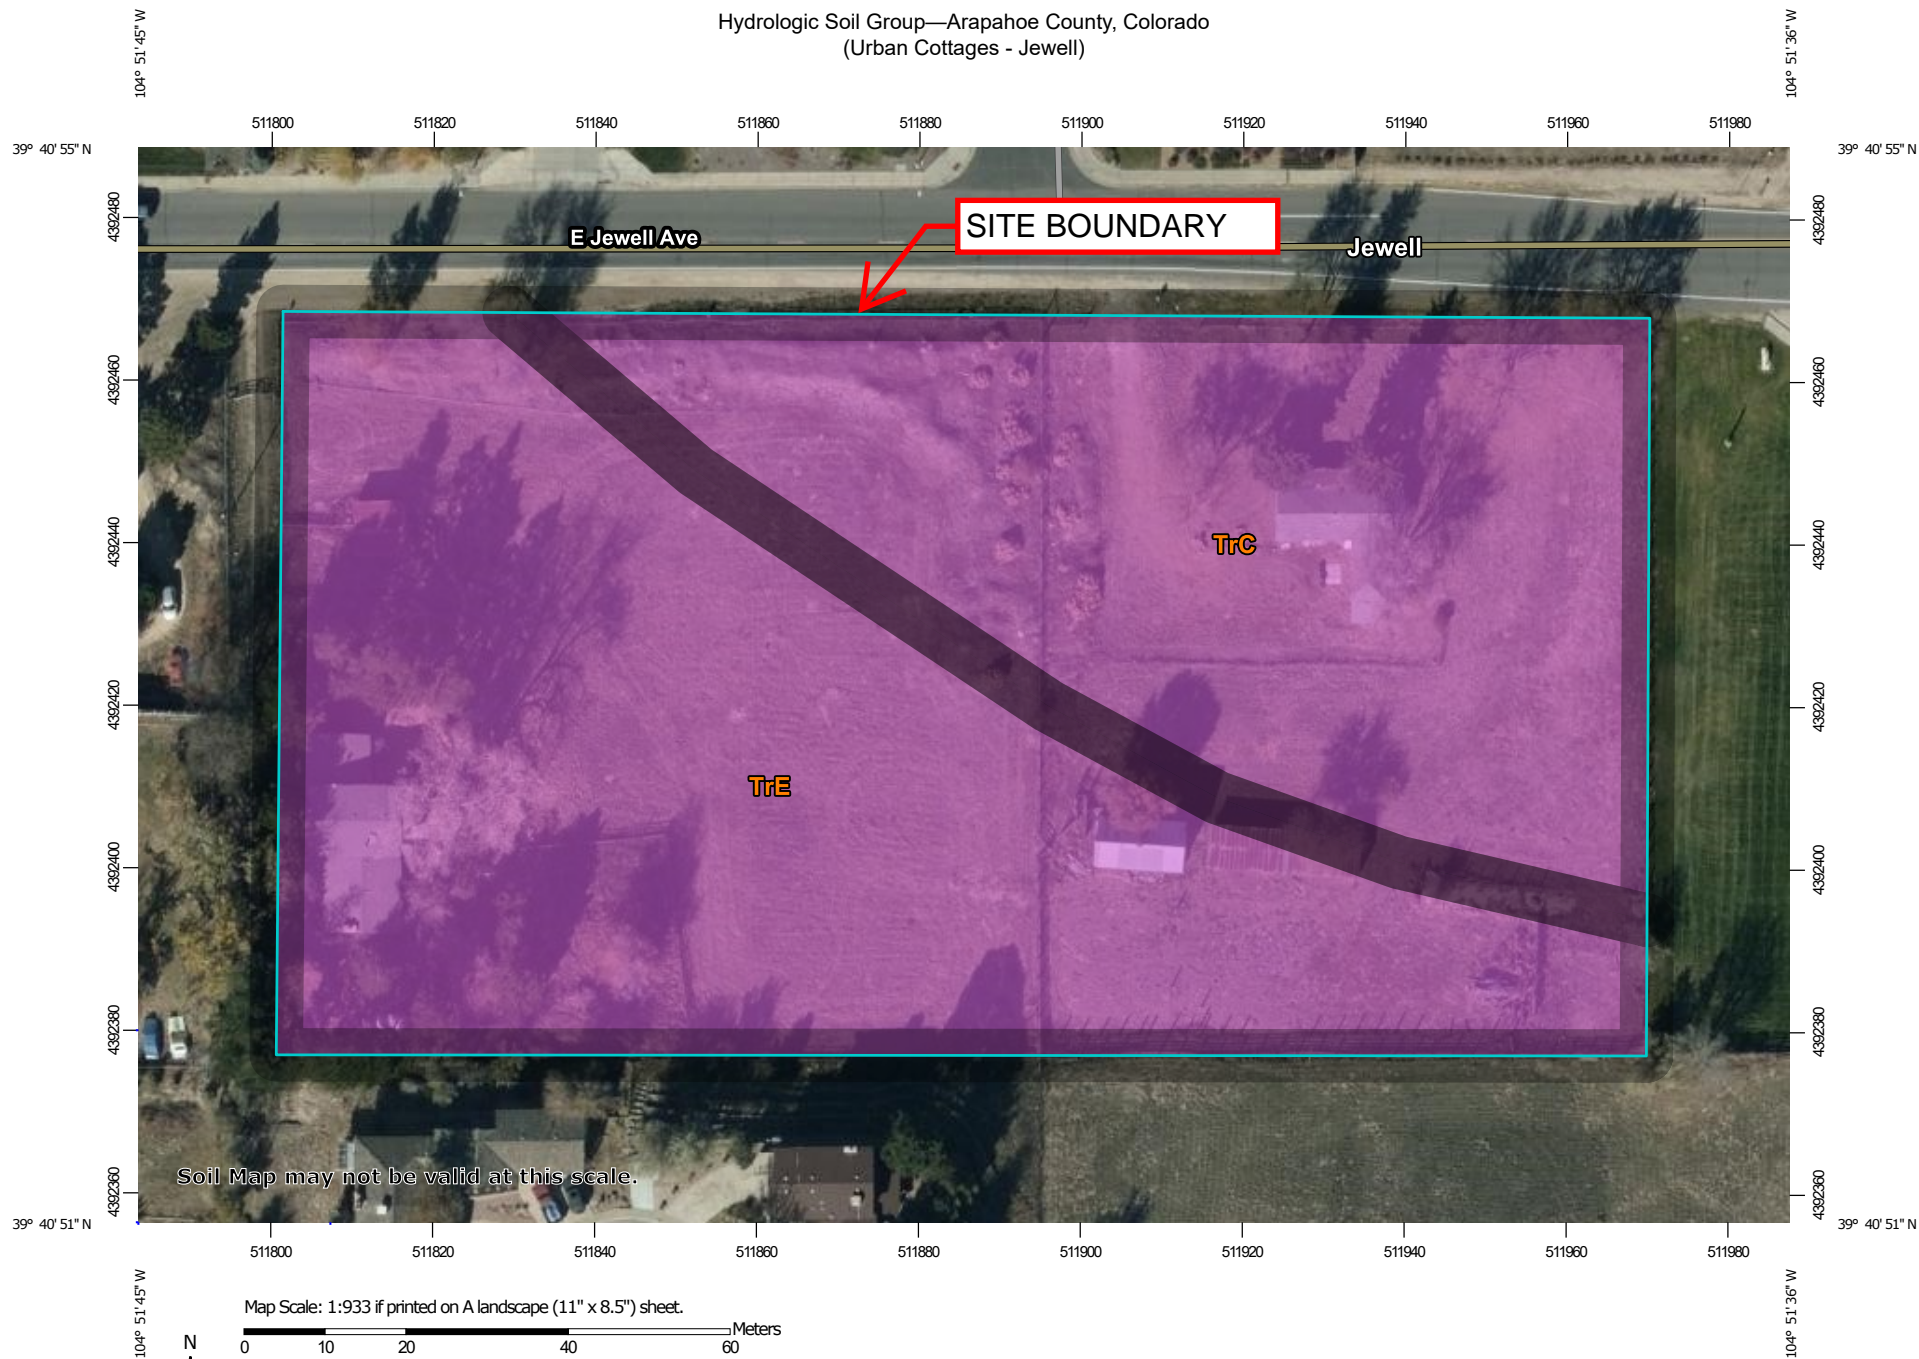 Hydrologic Soil Group—Arapahoe County, Colorado
(Urban Cottages - Jewell)
104° 51' 45" W
104° 51' 36" W
511800 511820 511840 511860 511880 511900 511920 511940 511960 511980
39° 40' 55" N
39° 40' 55" N
4392480
4392480
SITE BOUNDARY
E Jewell Ave
Jewell
4392460
4392460
4392440
4392440
TrC
4392420
4392420
TrE
4392400
4392400
4392380
4392380
Soil Map may not be valid at this scale.
4392360
4392360
39° 40' 51" N
39° 40' 51" N
511800 511820 511840 511860 511880 511900 511920 511940 511960 511980
104° 51' 45" W
104° 51' 36" W
Map Scale: 1:933 if printed on A landscape (11" x 8.5") sheet.
Meters
N
0 10 20 40 60